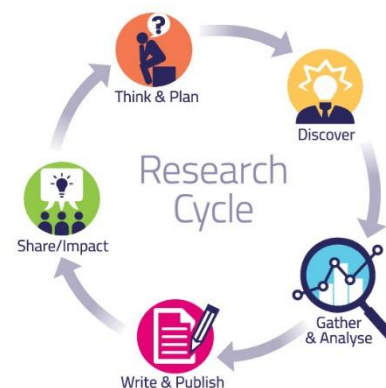 ?
Think & Plan
Discover
Research
Cycle
Share/Impact
Gather
& Analyse
Write & Publish